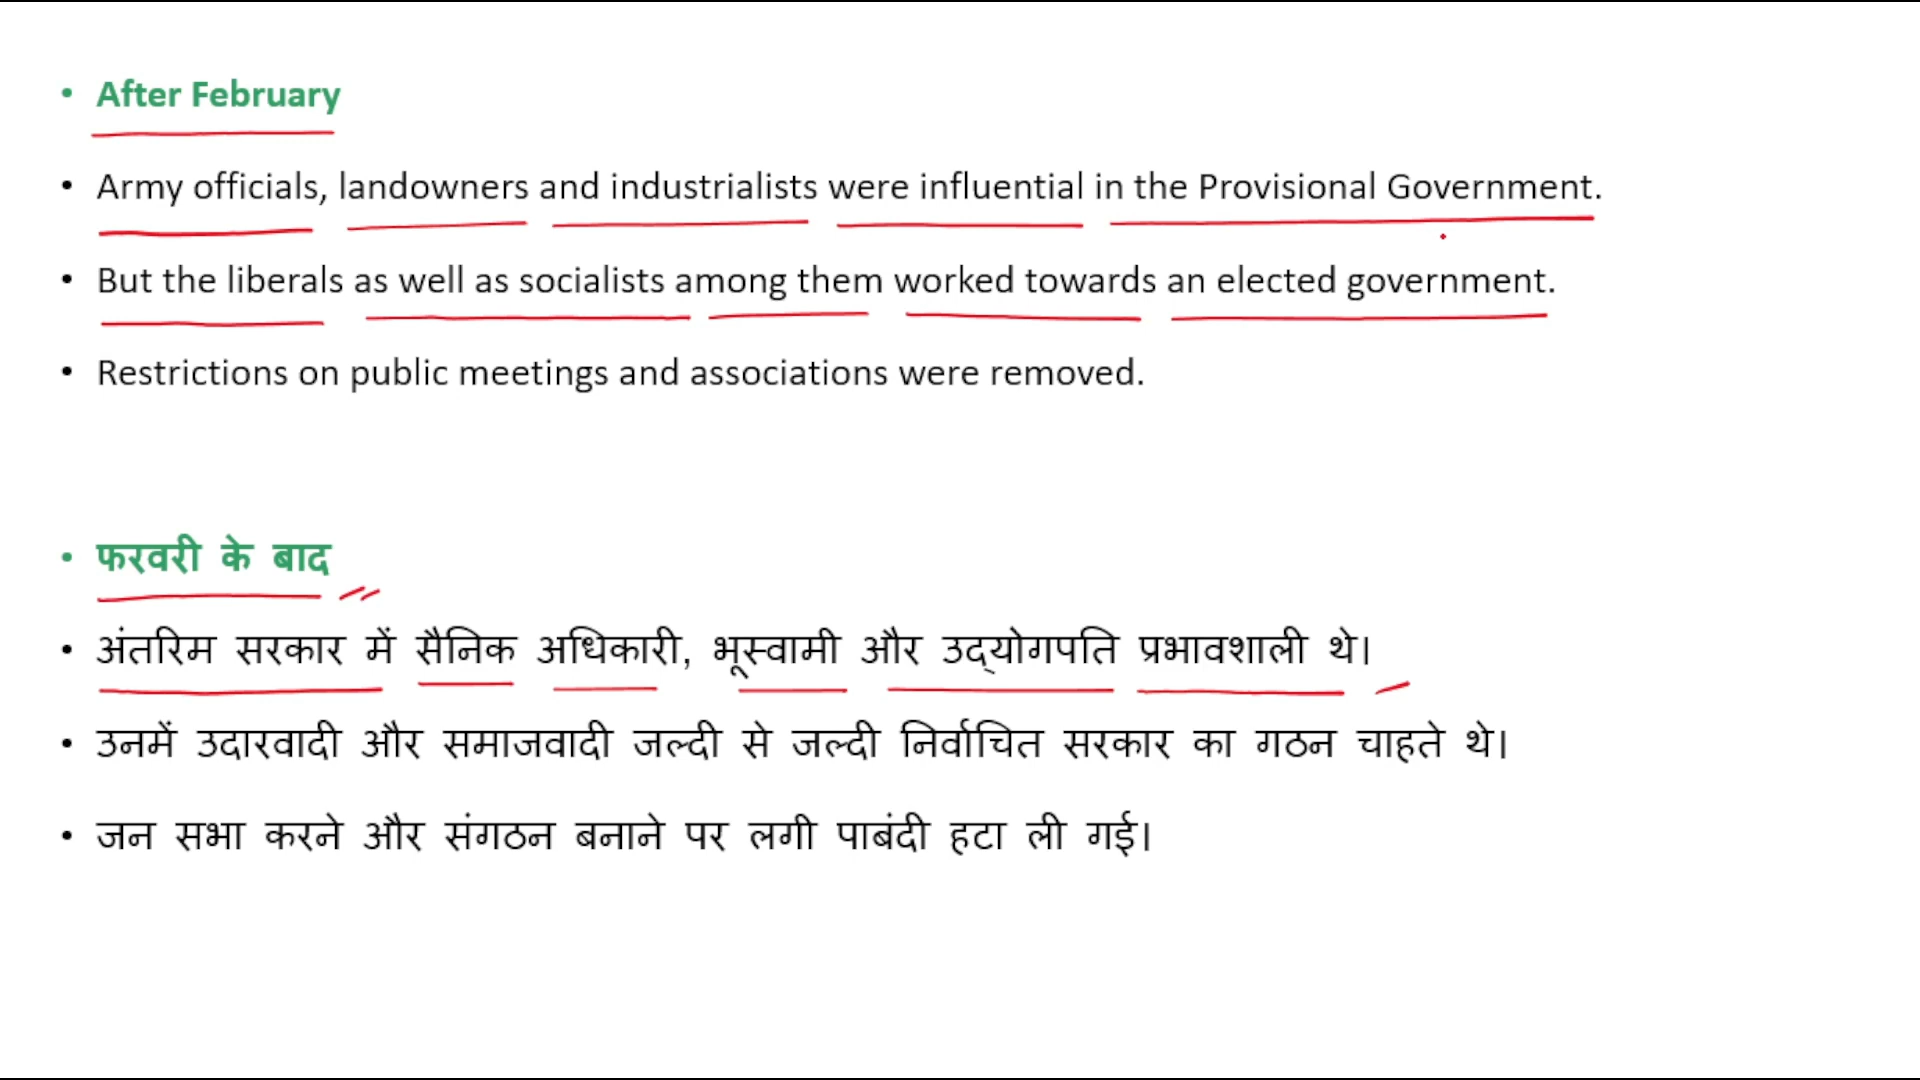 • After February
• Army officials, landowners and industrialists were influential in the Provisional Government.
• But the liberals as well as socialists among them worked towards an elected government.
• Restrictions on public meetings and associations were removed.
• फरवरी के बाद
• अंतरिम सरकार में सैनिक अधिकारी, भूस्वामी और उद्योगपति प्रभावशाली थे।
• उनमें उदारवादी और समाजवादी जल्दी से जल्दी निर्वाचित सरकार का गठन चाहते थे।
• जन सभा करने और संगठन बनाने पर लगी पाबंदी हटा ली गई।